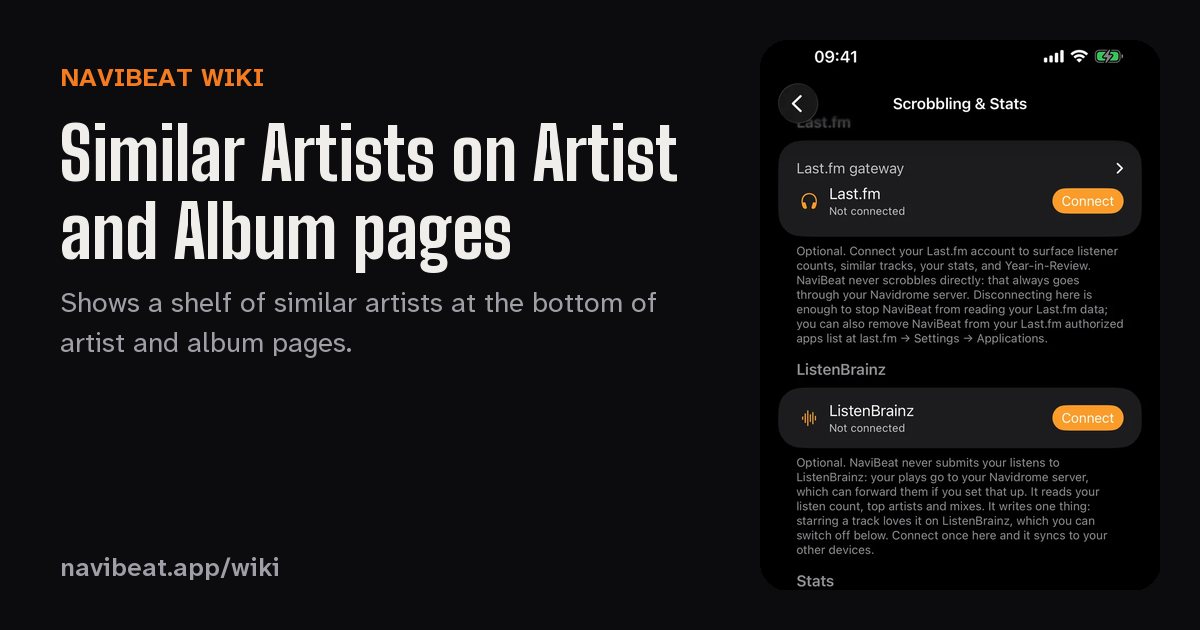 NAVIBEAT WIKI
Similar Artists on Artist
and Album pages
Shows a shelf of similar artists at the bottom of
artist and album pages.
navibeat.app/wiki
09:41
Scrobbling & Stats
Last.fm
Last.fm gateway
Last.fm
Not connected
Connect
Optional. Connect your Last.fm account to surface listener
counts, similar tracks, your stats, and Year-in-Review.
NaviBeat never scrobbles directly: that always goes
through your Navidrome server. Disconnecting here is
enough to stop NaviBeat from reading your Last.fm data;
you can also remove NaviBeat from your Last.fm authorized
apps list at last.fm → Settings → Applications.
ListenBrainz
ListenBrainz
Not connected
Connect
Optional. NaviBeat never submits your listens to
ListenBrainz: your plays go to your Navidrome server,
which can forward them if you set that up. It reads your
listen count, top artists and mixes. It writes one thing:
starring a track loves it on ListenBrainz, which you can
switch off below. Connect once here and it syncs to your
other devices.
Stats